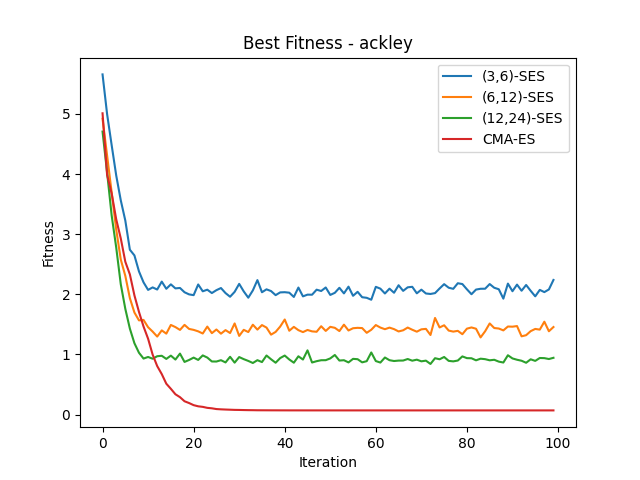 Best Fitness - ackley
(3,6)-SES
(6,12)-SES
(12,24)-SES
CMA-ES
Fitness
5
4
3
2
1
0
0 20 40 60 80 100
Iteration